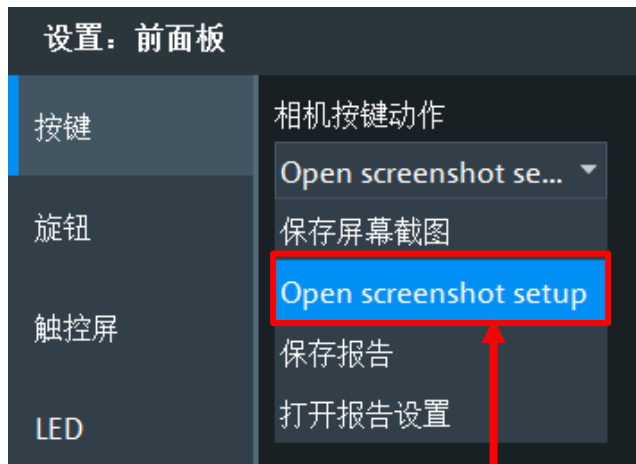 设置：前面板
按键
旋钮
触控屏
LED
相机按键动作
Open screenshot se...
保存屏幕截图
Open screenshot setup
保存报告
打开报告设置